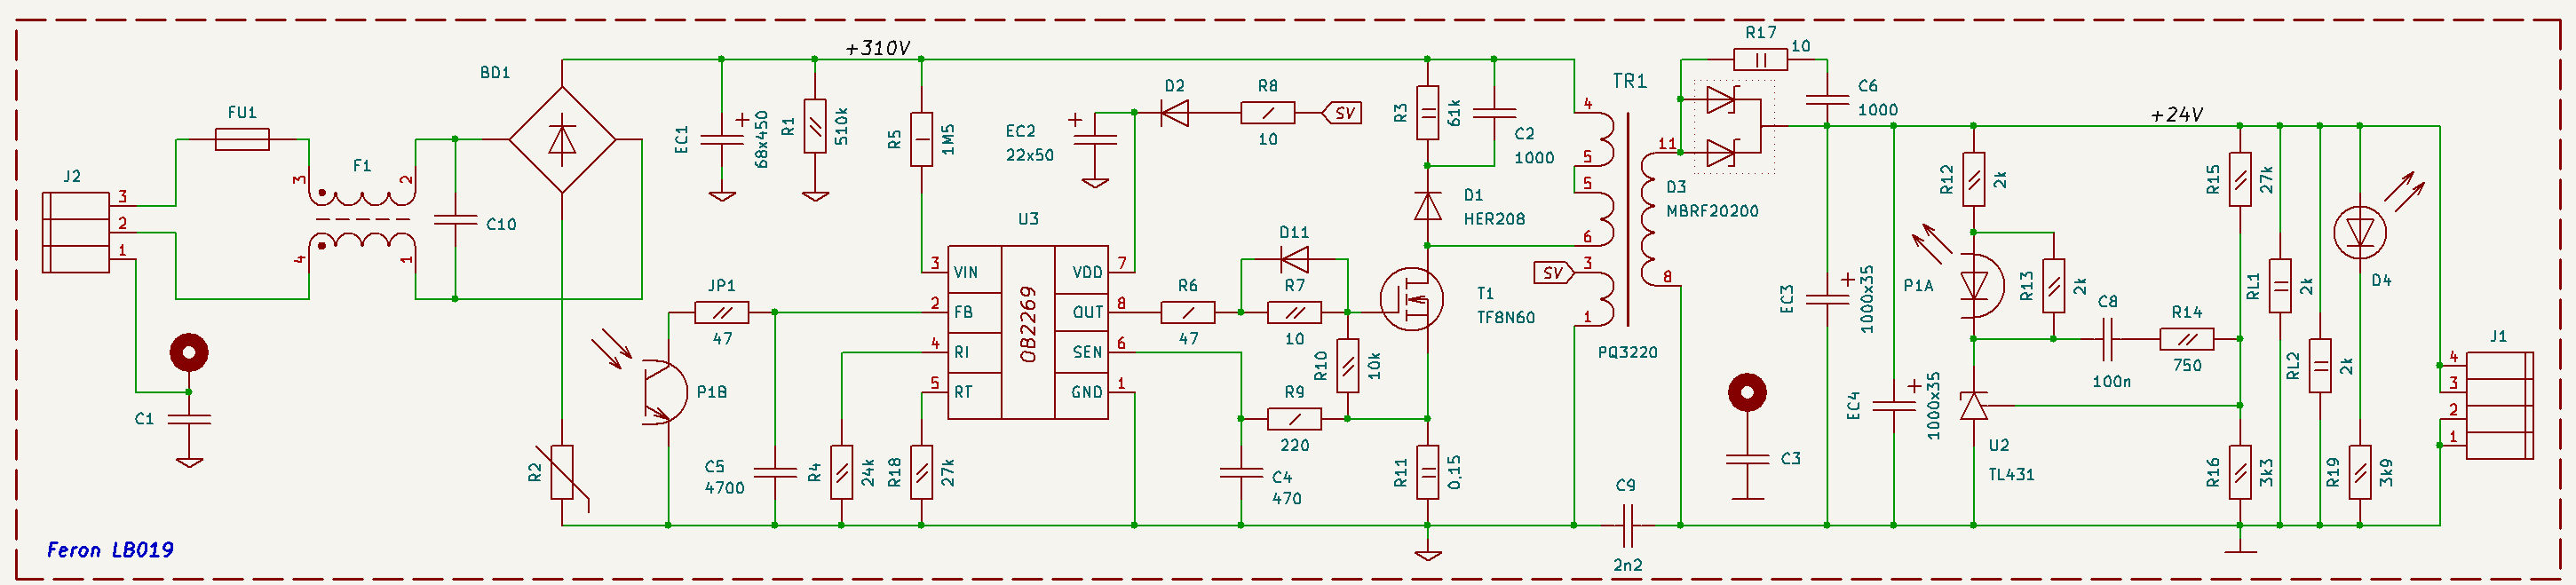 J2
3
2
1
C1
FU1
F1
3
2
4
1
C10
BD1
R2
+310V
EC1
68x450
R1
510k
R5
1M5
EC2
22x50
D2
R8
10
5V
U3
OB2269
3
VIN
2
FB
4
RI
5
RT
VDD
7
OUT
8
SEN
6
GND
1
JP1
47
P1B
C5
4700
R4
24k
R18
27k
R6
47
D11
R7
10
R10
10k
R9
220
C4
470
R11
0.15
R3
61k
C2
1000
D1
HER208
T1
TF8N60
TR1
4
5
5
6
3
1
5V
11
8
PQ3220
C9
2n2
R17
10
D3
MBRF20200
C6
1000
C3
EC3
1000x35
EC4
1000x35
+24V
R12
2k
P1A
R13
2k
C8
100n
R14
750
U2
TL431
R15
27k
R16
3k3
RL1
2k
RL2
2k
D4
R19
3k9
J1
4
3
2
1
Feron LB019